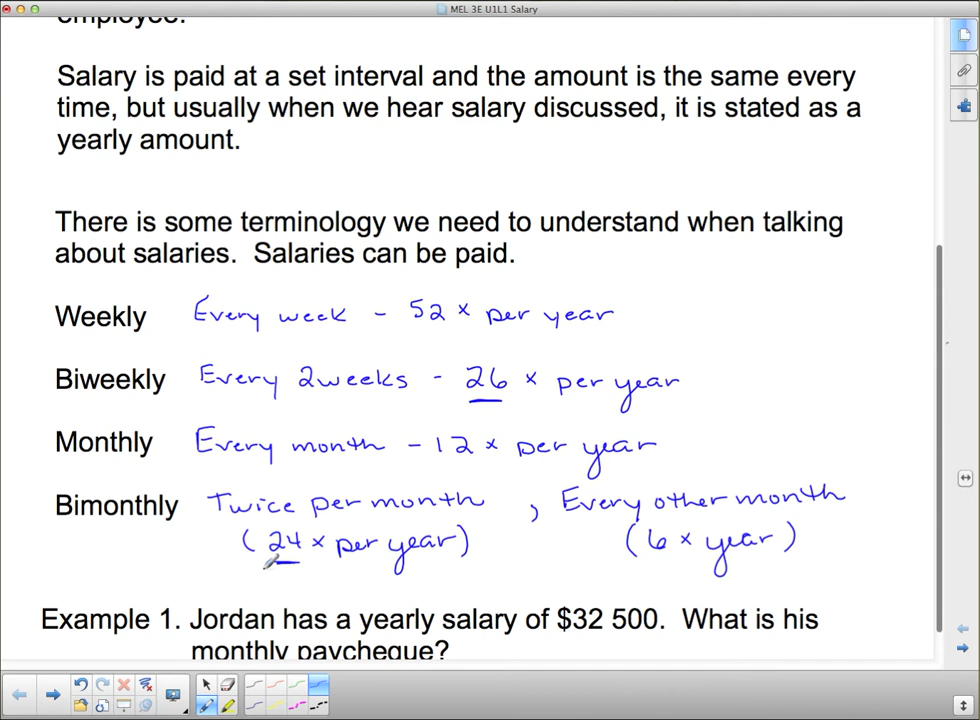 MEL 3E U1L1 Salary
employee.
Salary is paid at a set interval and the amount is the same every
time, but usually when we hear salary discussed, it is stated as a
yearly amount.
There is some terminology we need to understand when talking
about salaries. Salaries can be paid.
Weekly Every week - 52 x per year
Biweekly Every 2weeks - 26 x per year
Monthly Every month - 12 x per year
Bimonthly Twice per month , Every other month
(24 x per year) (6 x year)
Example 1. Jordan has a yearly salary of $32 500. What is his
monthly paycheque?